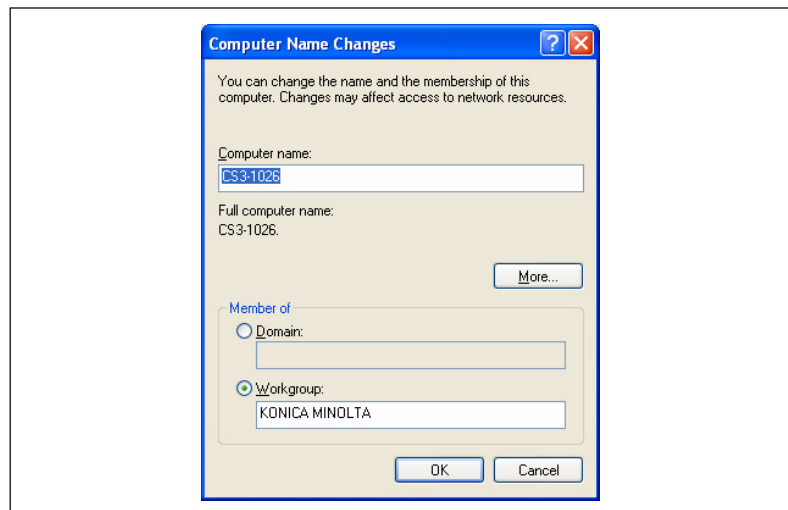 Computer Name Changes
You can change the name and the membership of this
computer. Changes may affect access to network resources.
Computer name:
CS3-1026
Full computer name:
CS3-1026.
More...
Member of
Domain:
Workgroup:
KONICA MINOLTA
OK
Cancel